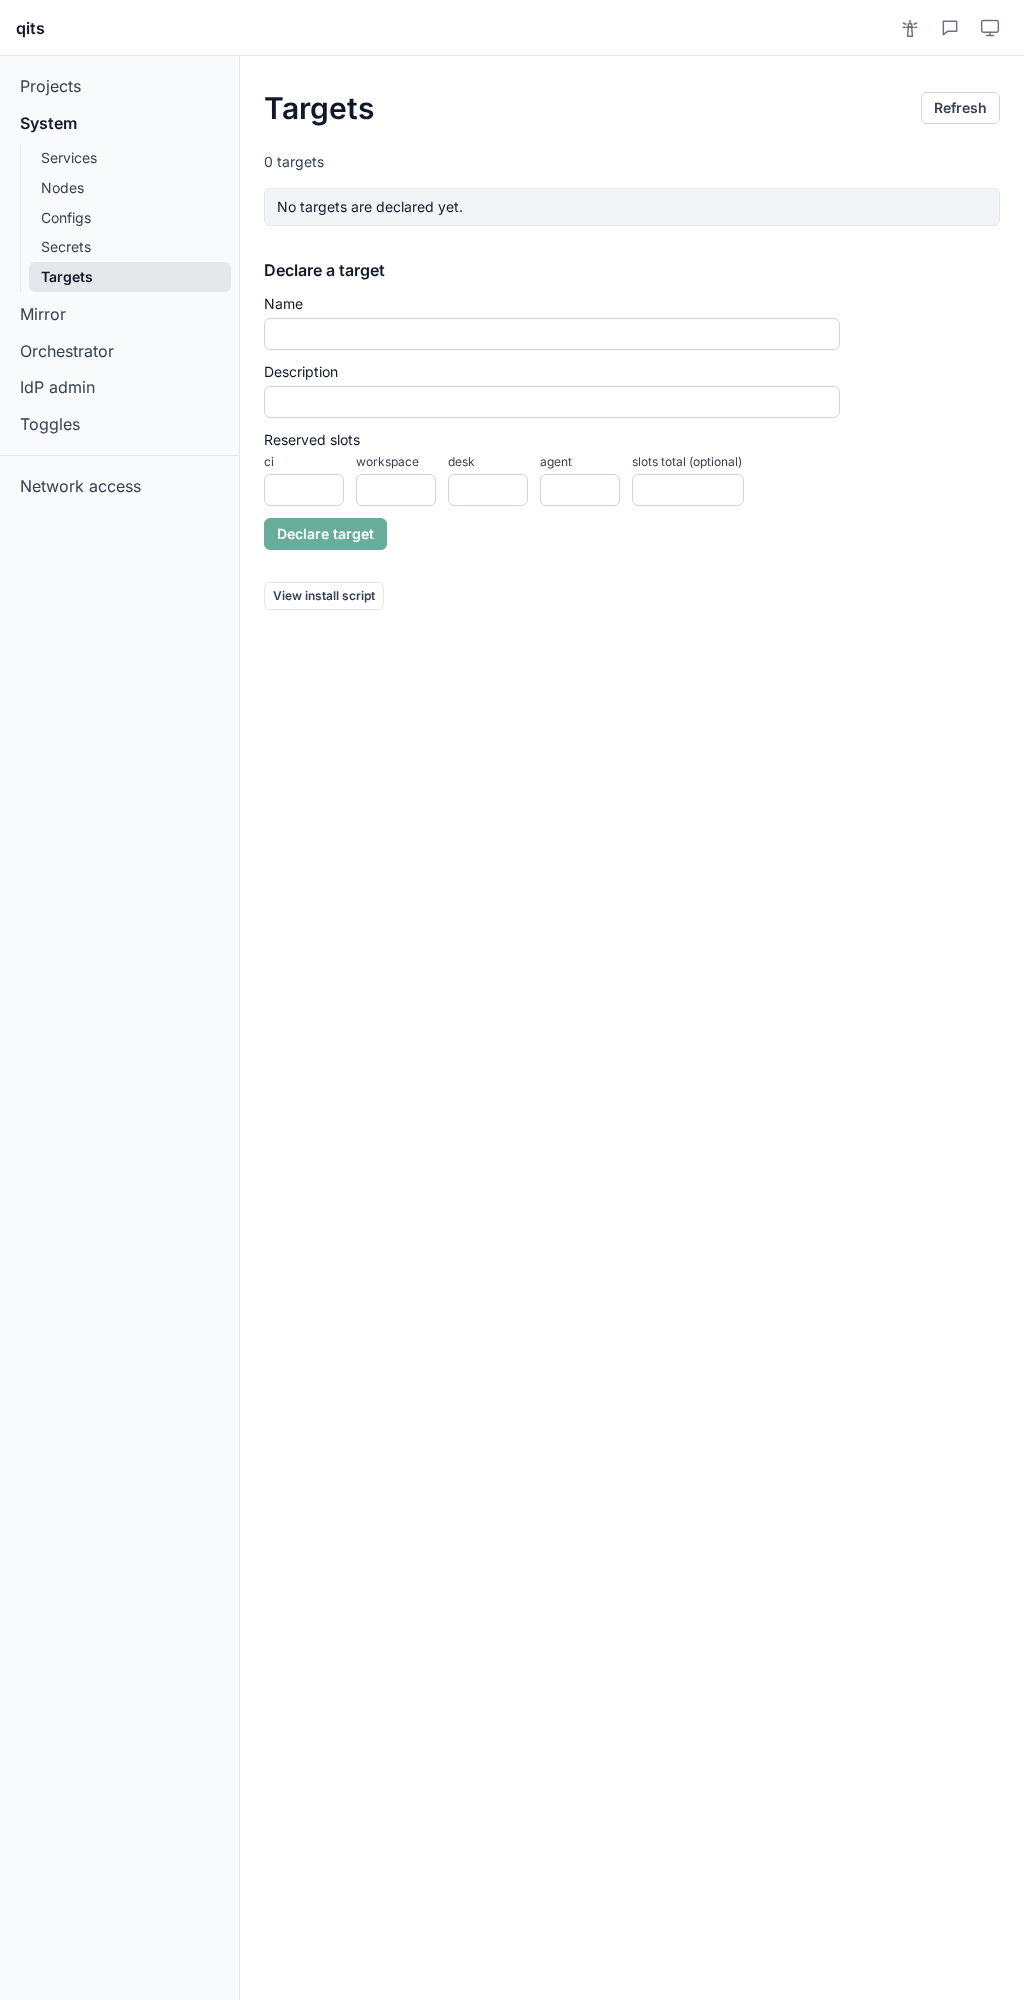 qits
Projects
System
Services
Nodes
Configs
Secrets
Targets
Mirror
Orchestrator
IdP admin
Toggles
Network access
Targets
Refresh
0 targets
No targets are declared yet.
Declare a target
Name
Description
Reserved slots
ci workspace desk agent slots total (optional)
Declare target
View install script